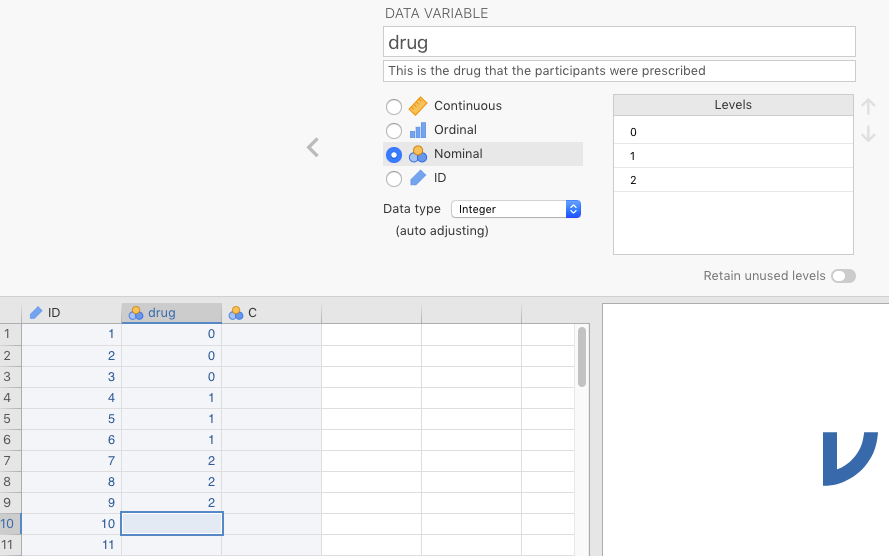 DATA VARIABLE
drug
This is the drug that the participants were prescribed
Continuous
Ordinal
Nominal
ID
Data type Integer
(auto adjusting)
Levels
0
1
2
Retain unused levels
ID drug C
1 1 0
2 2 0
3 3 0
4 4 1
5 5 1
6 6 1
7 7 2
8 8 2
9 9 2
10 10
11 11